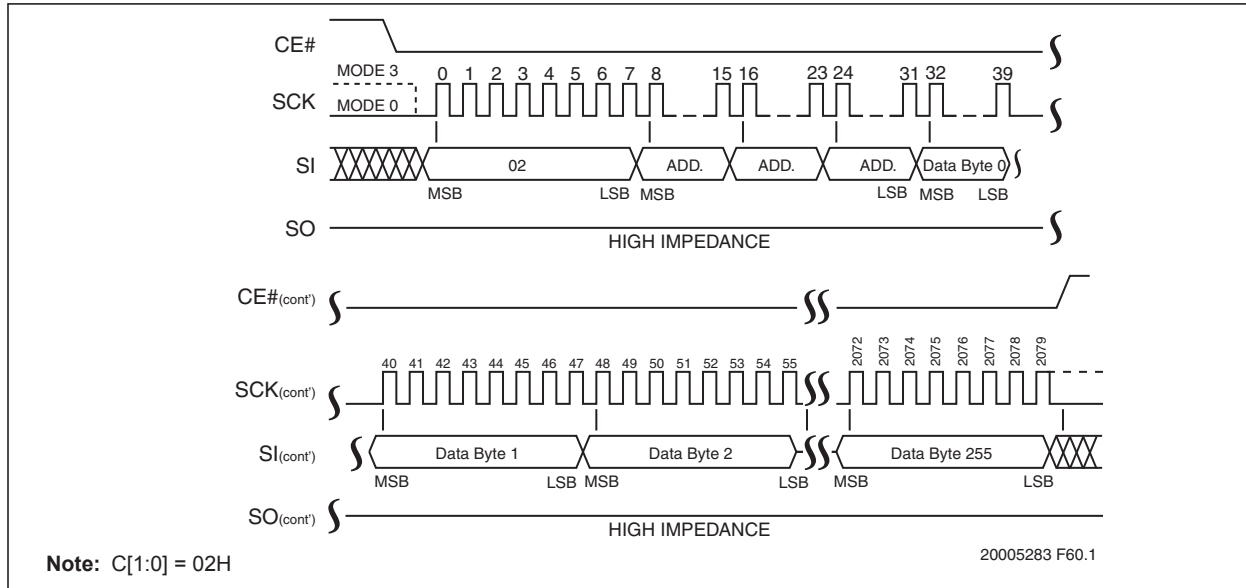 CE#
MODE 3
0 1 2 3 4 5 6 7 8 15 16 23 24 31 32 39
SCK
MODE 0
SI
02 ADD. ADD. ADD. Data Byte 0
MSB LSB MSB LSB MSB LSB
SO
HIGH IMPEDANCE
CE#(cont')
40 41 42 43 44 45 46 47 48 49 50 51 52 53 54 55 2072 2073 2074 2075 2076 2077 2078 2079
SCK(cont')
SI(cont')
Data Byte 1 Data Byte 2 Data Byte 255
MSB LSB MSB LSB MSB LSB
SO(cont')
HIGH IMPEDANCE
Note: C[1:0] = 02H
20005283 F60.1